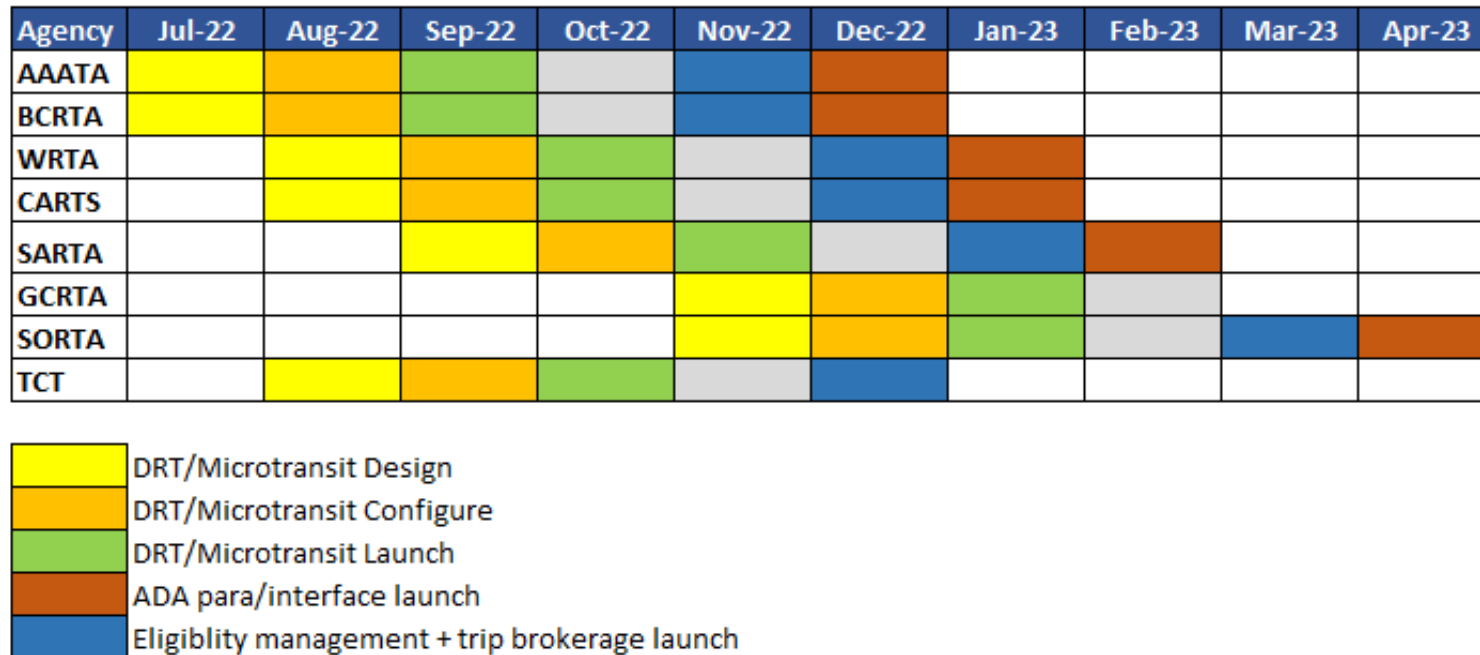 Agency Jul-22 Aug-22 Sep-22 Oct-22 Nov-22 Dec-22 Jan-23 Feb-23 Mar-23 Apr-23
AAATA
BCRTA
WRTA
CARTS
SARTA
GCRTA
SORTA
TCT
DRT/Microtransit Design
DRT/Microtransit Configure
DRT/Microtransit Launch
ADA para/interface launch
Eligiblity management + trip brokerage launch